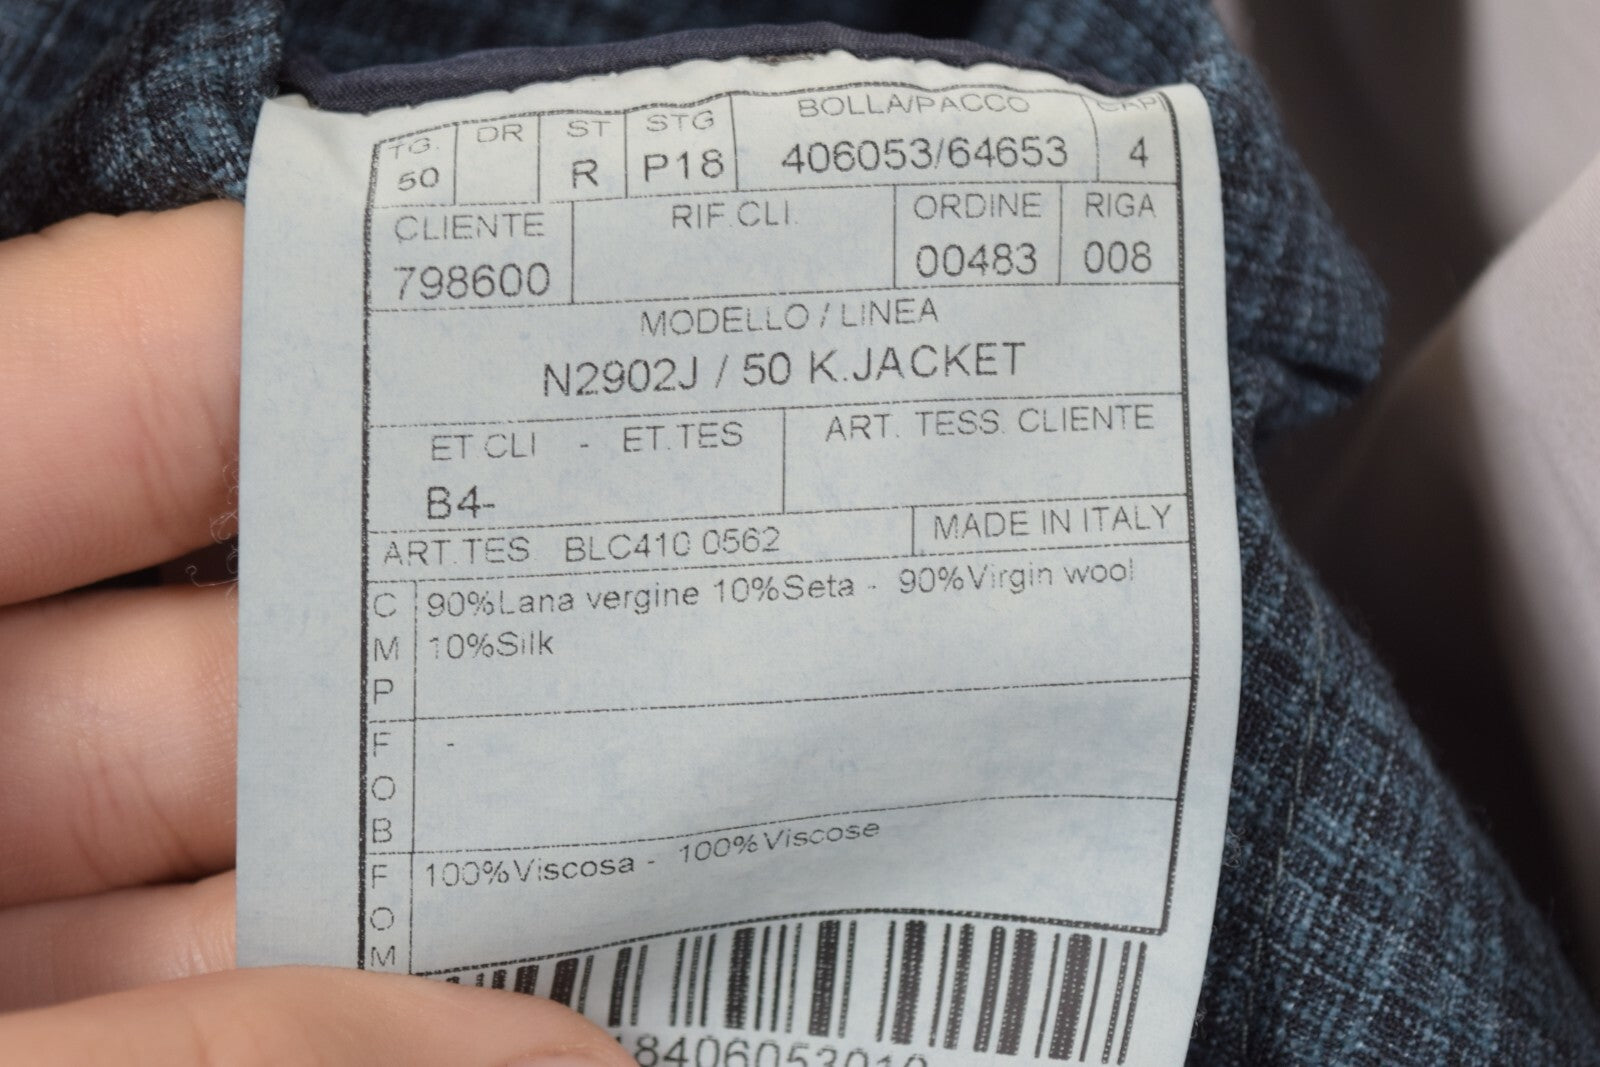 TG. DR ST STG BOLLA/PACCO CAP
50 R P18 406053/64653 4
CLIENTE RIF.CLI. ORDINE RIGA
798600 00483 008
MODELLO / LINEA
N2902J / 50 K.JACKET
ET.CLI - ET.TES ART. TESS. CLIENTE
B4-
ART.TES BLC410 0562 MADE IN ITALY
C 90%Lana vergine 10%Seta - 90%Virgin wool
M 10%Silk
P
F -
O
B
F 100%Viscosa - 100%Viscose
O
M
18406053010